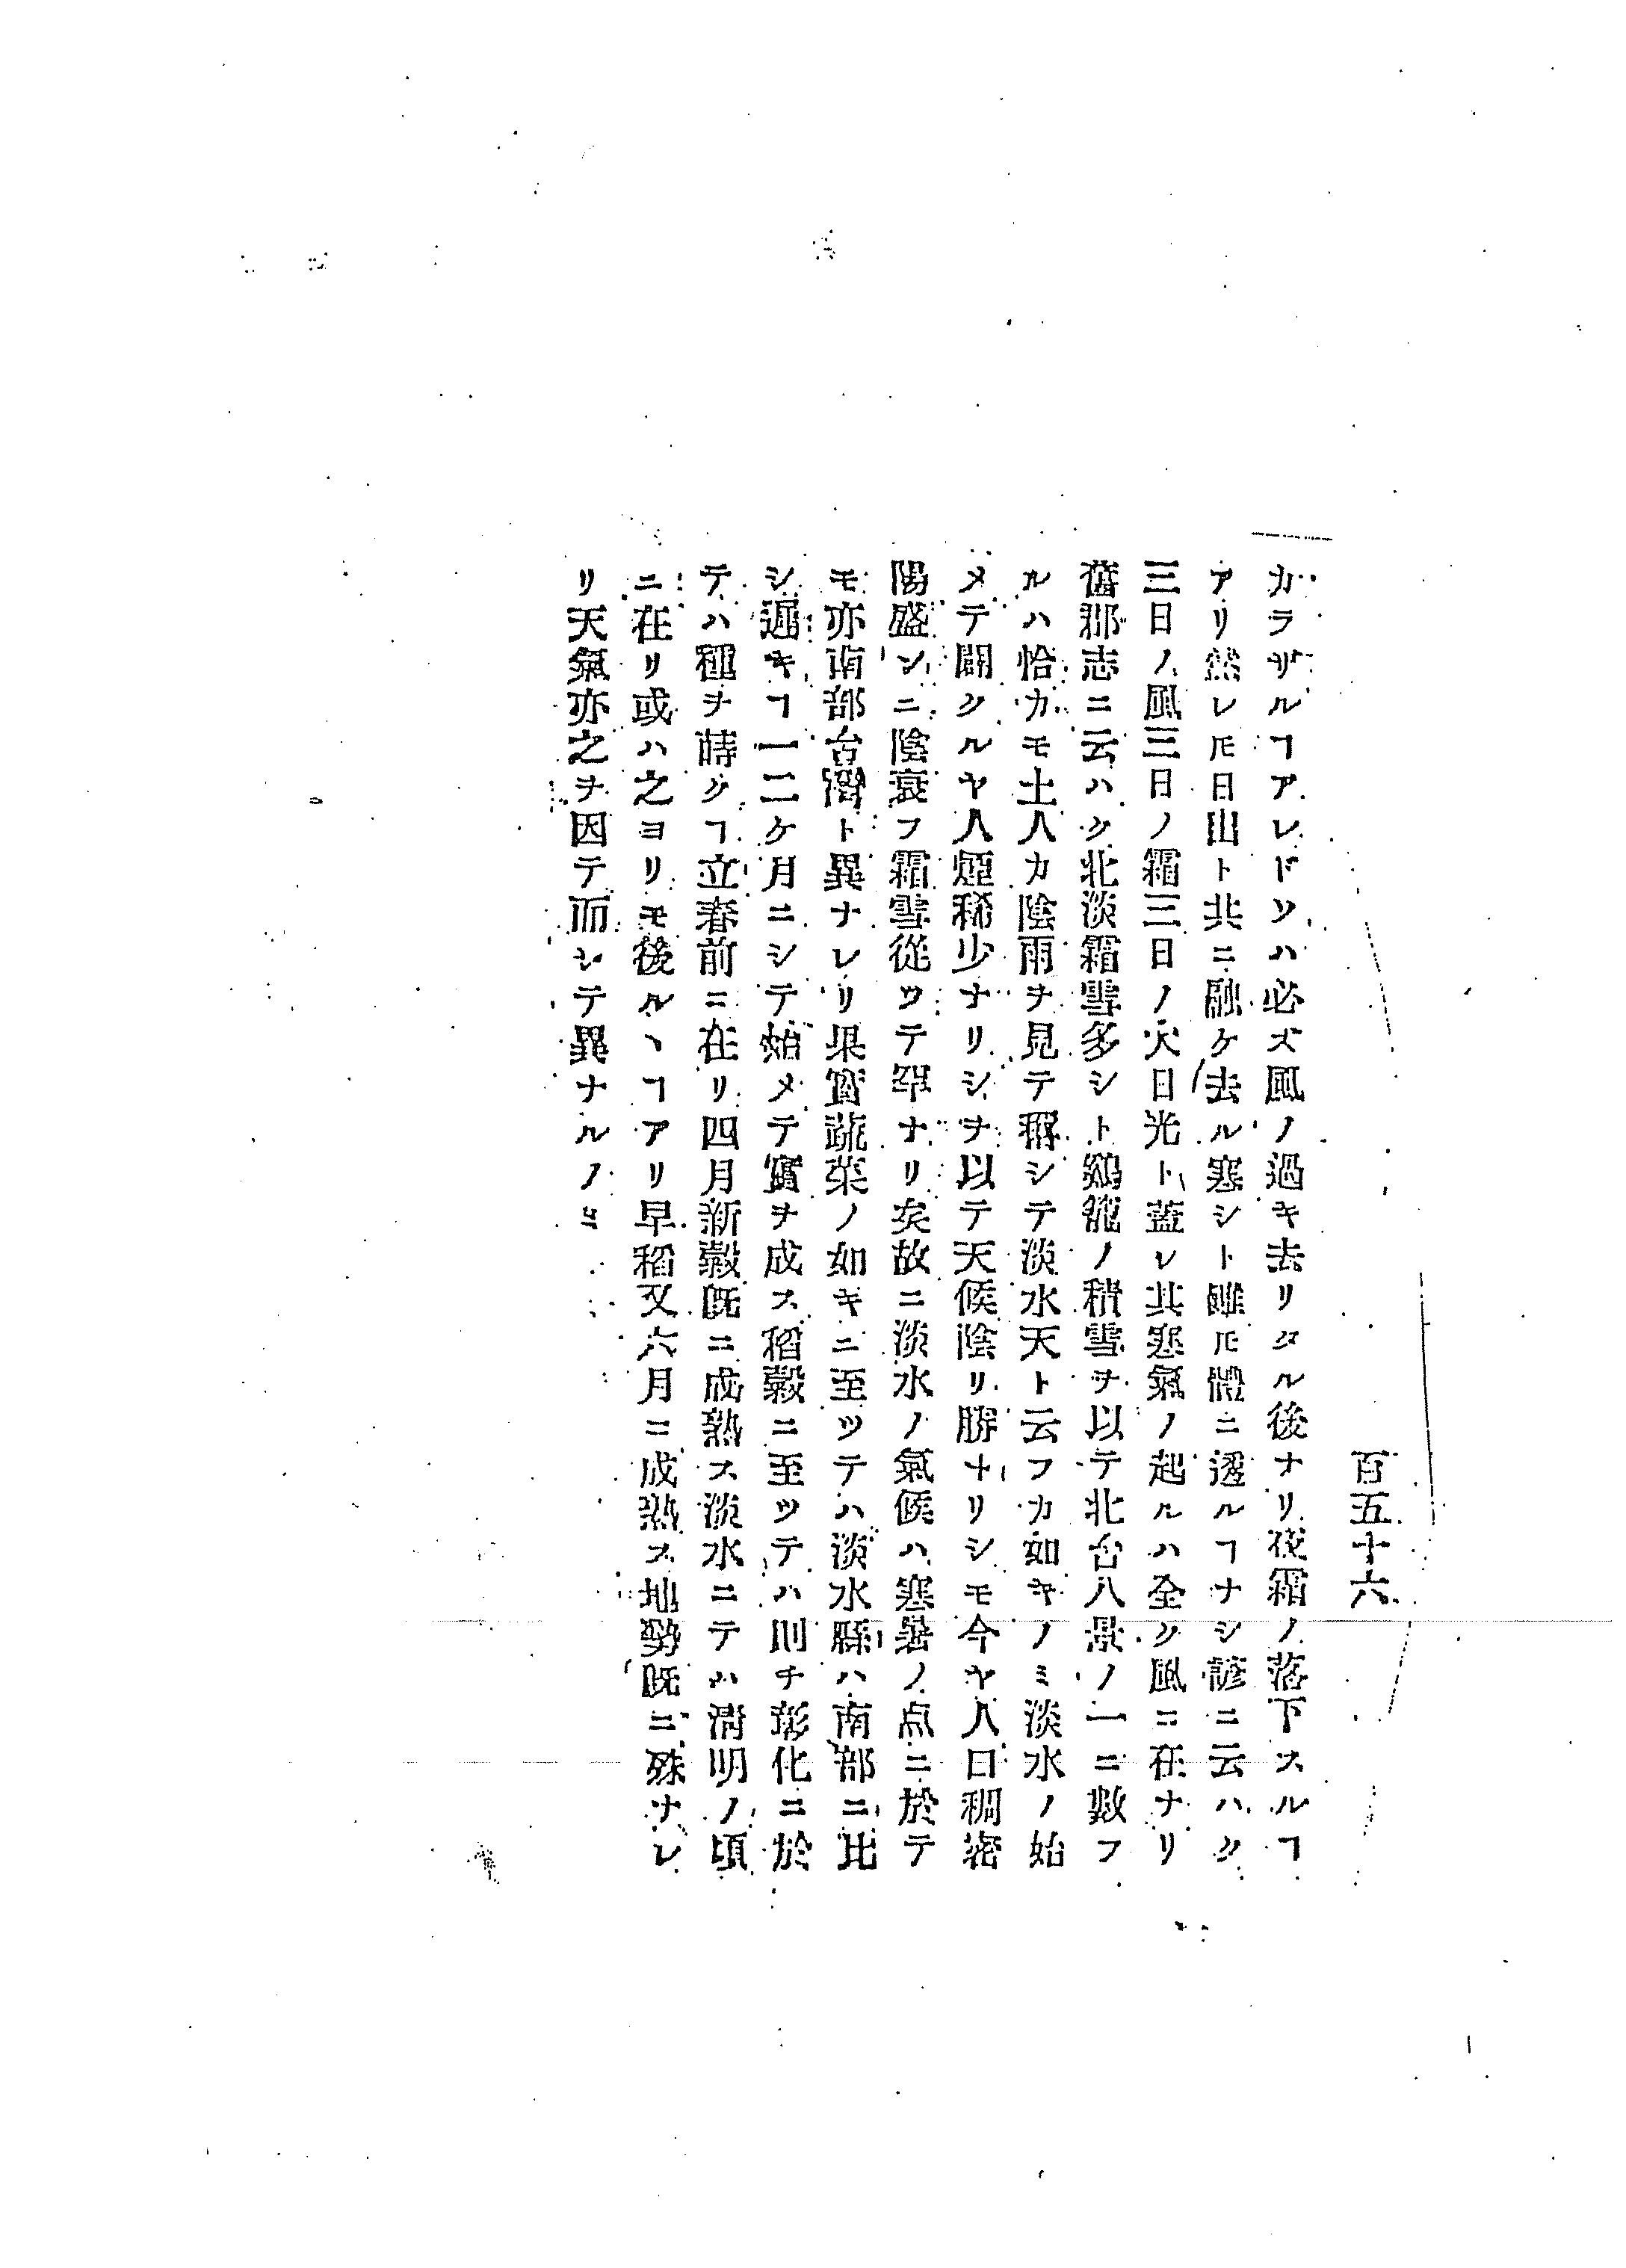 百五十六
カラザルヿアレドソハ必ズ風ノ過キ去リタル後ナリ夜霜ノ落下スルヿ
アリ然レ𪜈日出ト共ニ融ケ去ル寒シト雖𪜈體ニ逼ルヿナシ諺ニ云ハク
三日ノ風三日ノ霜三日ノ大日光ト蓋シ其寒氣ノ起ルハ全ク風ニ在ナリ
舊郡志ニ云ハク北淡霜雪多シト鷄籠ノ積雪ヲ以テ北台八景ノ一ニ數フ
ルハ恰カモ土人カ陰雨ヲ見テ稱シテ淡水天ト云フカ如キノミ淡水ノ始
メテ闢クルヤ人煙稀少ナリシヲ以テ天候陰リ勝ナリシモ今ヤ人口稠密
陽盛ンニ陰衰フ霜雪從ツテ罕ナリ矣故ニ淡水ノ氣候ハ寒暑ノ点ニ於テ
モ亦南部台灣ト異ナレリ果實蔬菜ノ如キニ至ツテハ淡水縣ハ南部ニ比
シ遲キヿ一二ケ月ニシテ始メテ實ヲ成ス稻穀ニ至ツテハ則チ彰化ニ於
テハ種ヲ蒔クヿ立春前ニ在リ四月新穀既ニ成熟ス淡水ニテハ淸明ノ頃
ニ在リ或ハ之ヨリモ後ルヽヿアリ早稻又六月ニ成熟ス地勢既ニ殊ナレ
リ天氣亦之ヲ因テ而シテ異ナルノミ